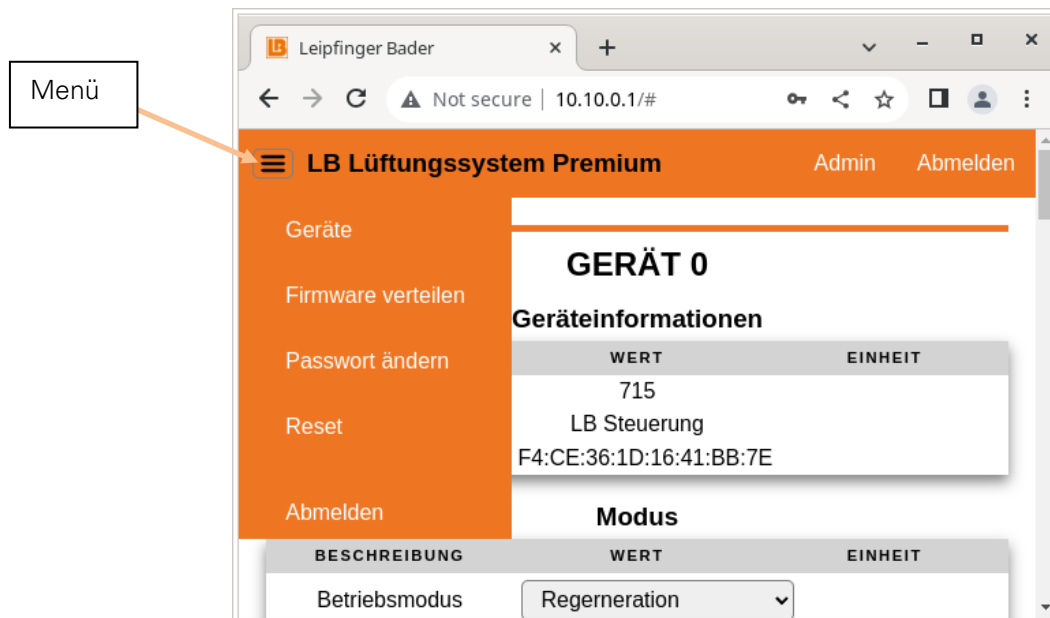 Menü
Leipfinger Bader
Not secure 10.10.0.1/#
LB Lüftungssystem Premium Admin Abmelden
Geräte
Firmware verteilen
Passwort ändern
Reset
Abmelden
GERÄT 0
Geräteinformationen
WERT EINHEIT
715
LB Steuerung
F4:CE:36:1D:16:41:BB:7E
Modus
BESCHREIBUNG WERT EINHEIT
Betriebsmodus Regerneration